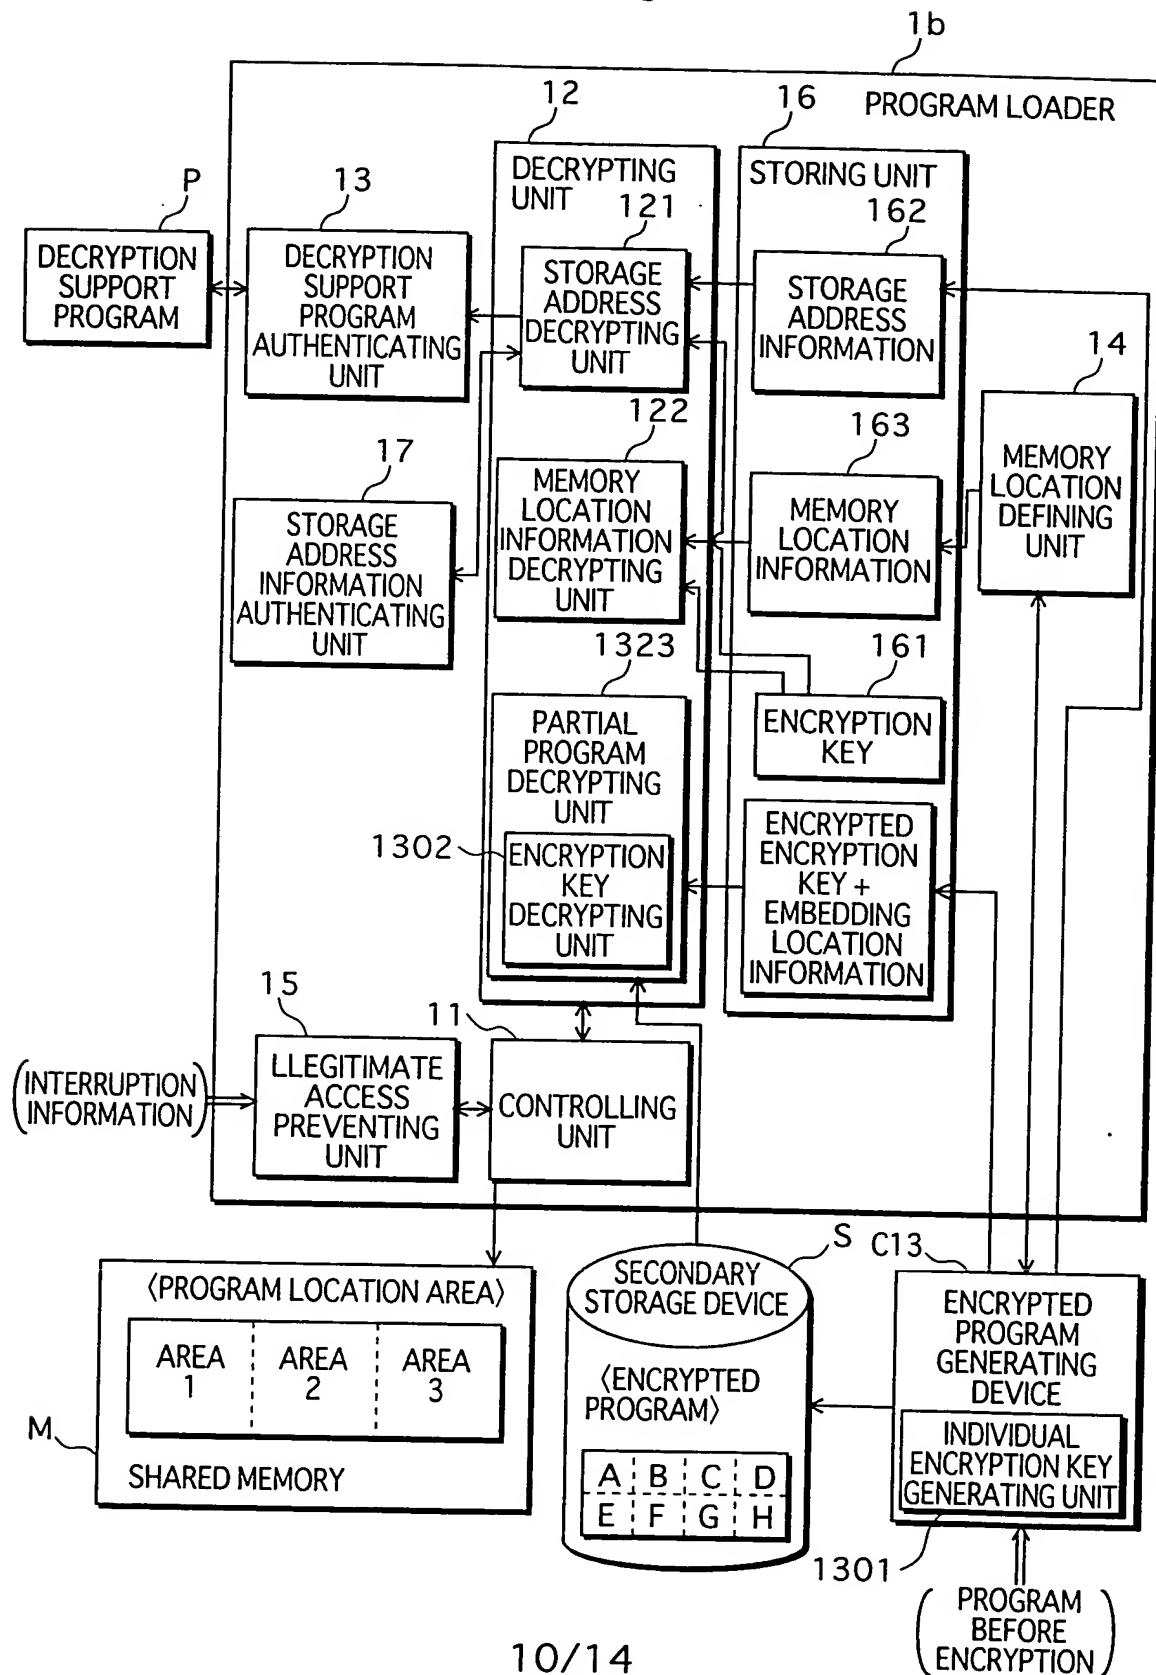 1b
PROGRAM LOADER
12
16
DECRYPTING
UNIT
STORING UNIT
P
13
121
162
DECRYPTION
SUPPORT
PROGRAM
DECRYPTION
SUPPORT
PROGRAM
AUTHENTICATING
UNIT
STORAGE
ADDRESS
DECRYPTING
UNIT
STORAGE
ADDRESS
INFORMATION
14
MEMORY
LOCATION
DEFINING
UNIT
17
122
163
STORAGE
ADDRESS
INFORMATION
AUTHENTICATING
UNIT
MEMORY
LOCATION
INFORMATION
DECRYPTING
UNIT
MEMORY
LOCATION
INFORMATION
1323
161
PARTIAL
PROGRAM
DECRYPTING
UNIT
ENCRYPTION
KEY
1302
ENCRYPTION
KEY
DECRYPTING
UNIT
ENCRYPTED
ENCRYPTION
KEY +
EMBEDDING
LOCATION
INFORMATION
15
11
(INTERRUPTION
INFORMATION)
LLEGITIMATE
ACCESS
PREVENTING
UNIT
CONTROLLING
UNIT
S
C13
〈PROGRAM LOCATION AREA〉
AREA
1
AREA
2
AREA
3
M
SHARED MEMORY
SECONDARY
STORAGE DEVICE
〈ENCRYPTED
PROGRAM〉
A B C D
E F G H
ENCRYPTED
PROGRAM
GENERATING
DEVICE
INDIVIDUAL
ENCRYPTION KEY
GENERATING UNIT
1301
(PROGRAM
BEFORE
ENCRYPTION)
10/14